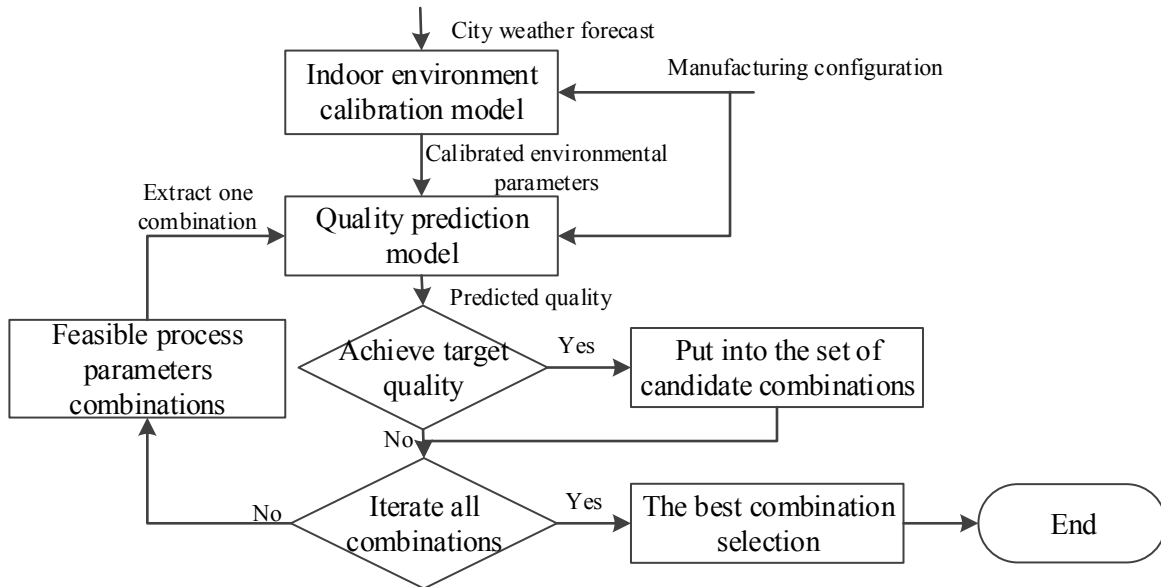 City weather forecast
Indoor environment
calibration model
Manufacturing configuration
Calibrated environmental
parameters
Extract one
combination
Quality prediction
model
Predicted quality
Feasible process
parameters
combinations
Achieve target
quality
Yes
Put into the set of
candidate combinations
No
Iterate all
combinations
No
Yes
The best combination
selection
End